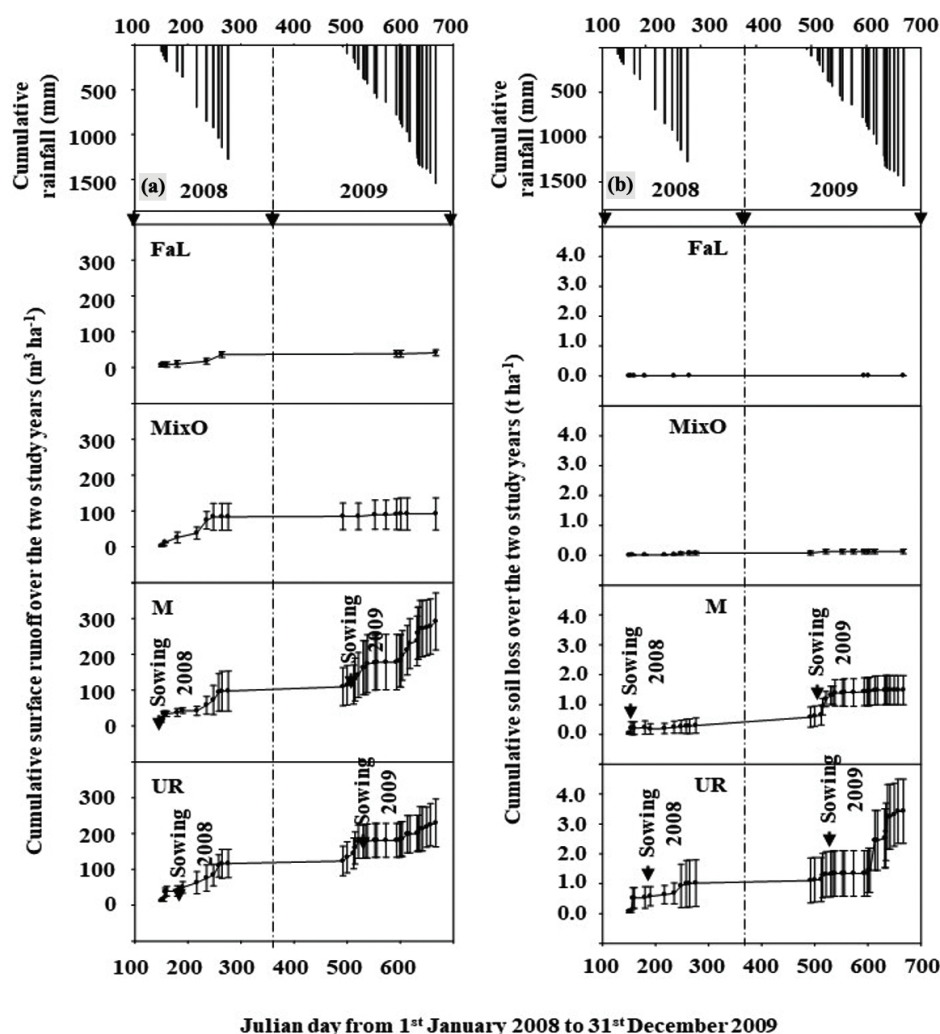 100 200 300 400 500 600 700
Cumulative rainfall (mm)
500
1000
1500
(a)
2008
2009
Cumulative surface runoff over the two study years (m³ ha⁻¹)
FaL
300
200
100
0
MixO
300
200
100
0
M
300
200
100
0
Sowing 2008
Sowing 2009
UR
300
200
100
0
Sowing 2008
Sowing 2009
100 200 300 400 500 600
100 200 300 400 500 600 700
Cumulative rainfall (mm)
500
1000
1500
(b)
2008
2009
Cumulative soil loss over the two study years (t ha⁻¹)
FaL
4.0
3.0
2.0
1.0
0.0
MixO
4.0
3.0
2.0
1.0
0.0
M
4.0
3.0
2.0
1.0
0.0
Sowing 2008
Sowing 2009
UR
4.0
3.0
2.0
1.0
0.0
Sowing 2008
Sowing 2009
100 200 300 400 500 600 700
Julian day from 1st January 2008 to 31st December 2009